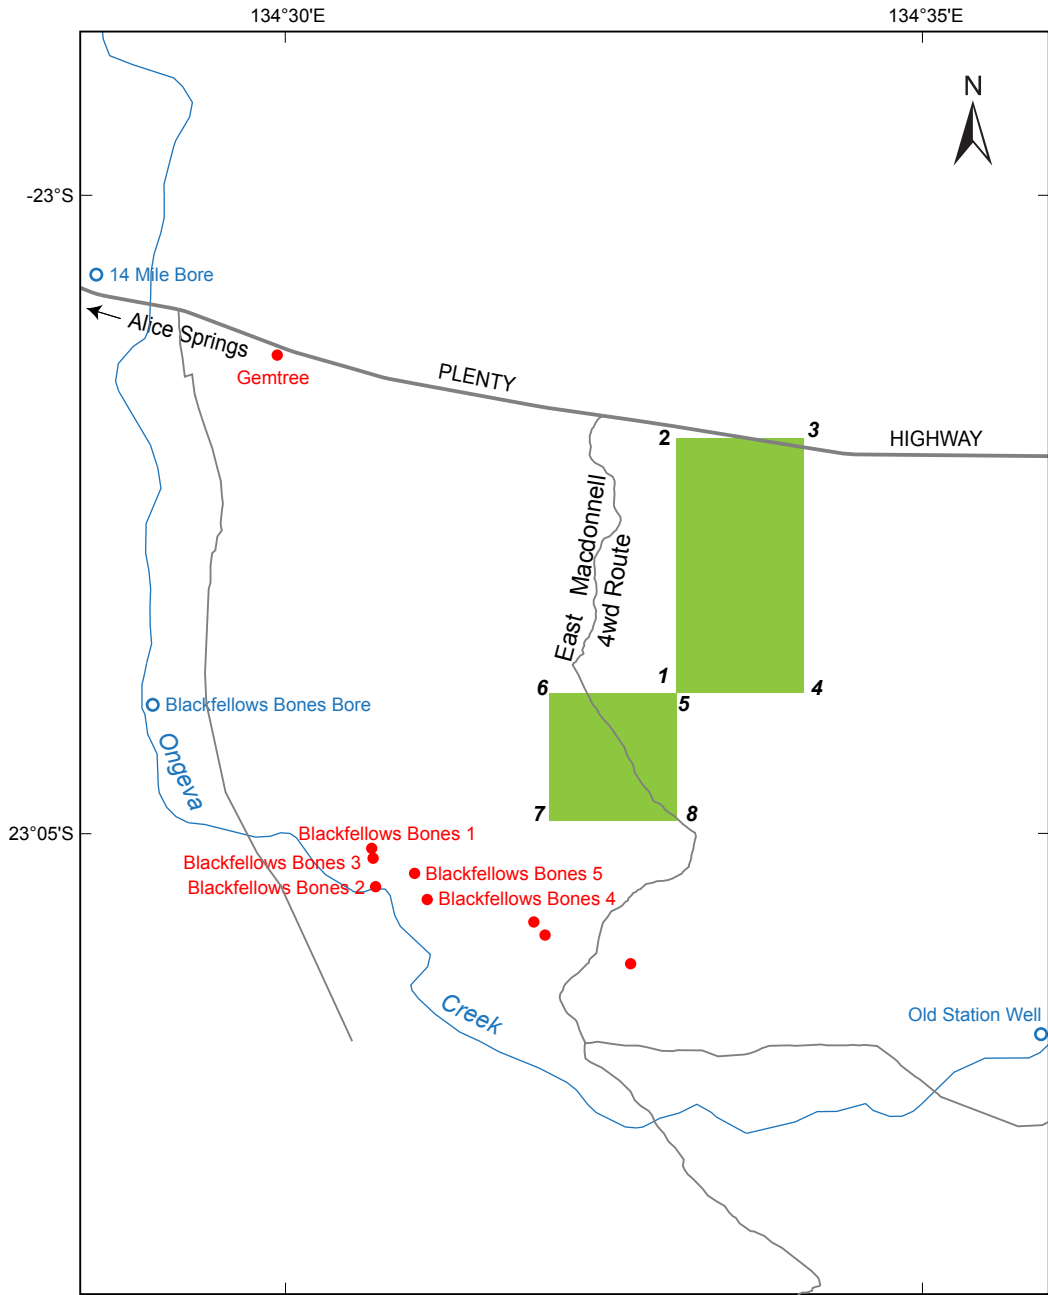 134°30'E
134°35'E
N
-23°S
14 Mile Bore
Alice Springs
Gemtree
PLENTY
HIGHWAY
2
3
East Macdonnell
4wd Route
1
4
5
6
7
8
Blackfellows Bones Bore
Ongeva
23°05'S
Blackfellows Bones 1
Blackfellows Bones 3
Blackfellows Bones 2
Blackfellows Bones 5
Blackfellows Bones 4
Creek
Old Station Well